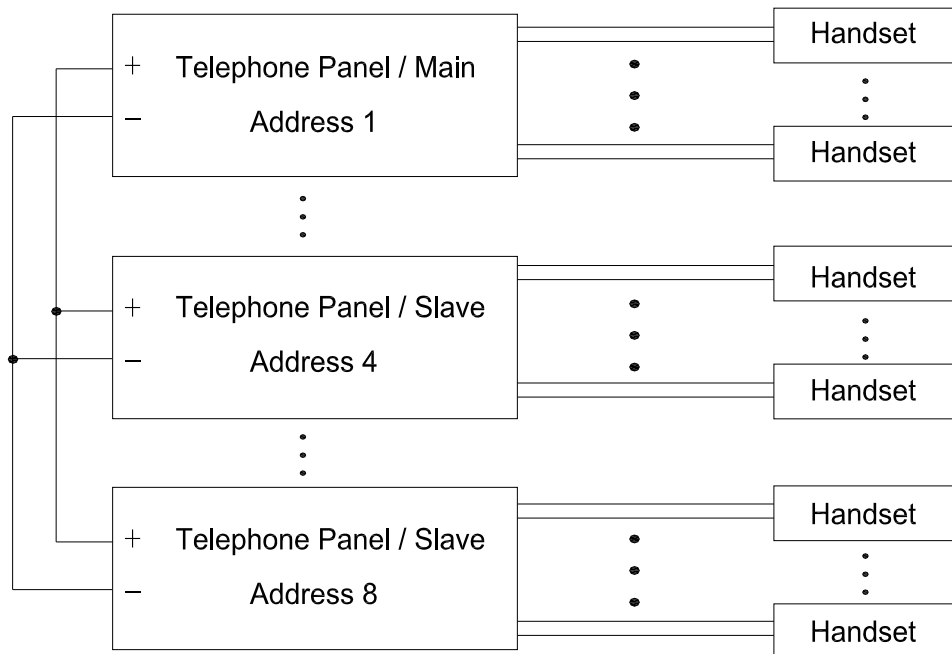 Telephone Panel / Main
Address 1
+
−
Handset
Handset
Telephone Panel / Slave
Address 4
+
−
Handset
Handset
Telephone Panel / Slave
Address 8
+
−
Handset
Handset